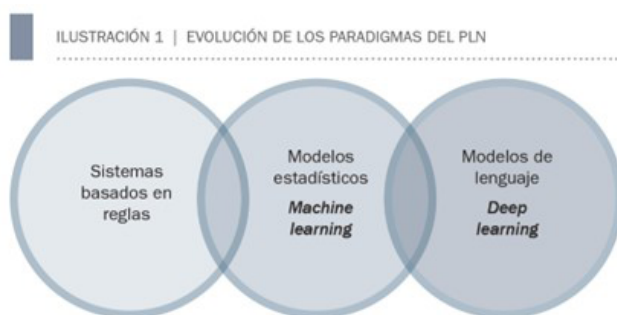 ILUSTRACIÓN 1 | EVOLUCIÓN DE LOS PARADIGMAS DEL PLN
Sistemas
basados en
reglas
Modelos
estadísticos
Machine
learning
Modelos de
lenguaje
Deep
learning